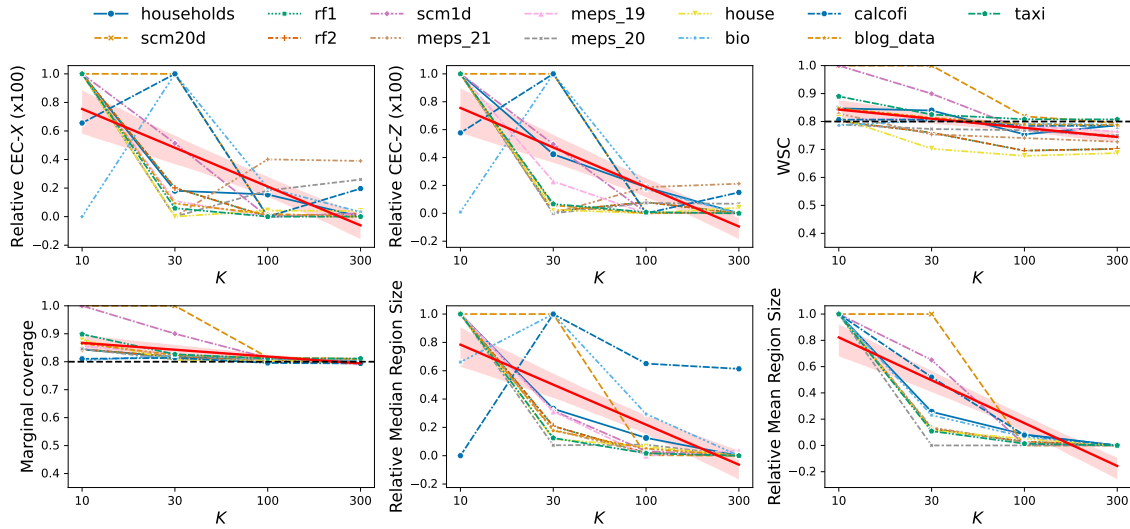 households rf1 scm1d meps_19 house calcofi taxi
scm20d rf2 meps_21 meps_20 bio blog_data
Relative CEC-X (x100)
1.0
0.8
0.6
0.4
0.2
0.0
−0.2
10 30 100 300
K
Relative CEC-Z (x100)
1.0
0.8
0.6
0.4
0.2
0.0
−0.2
10 30 100 300
K
WSC
1.0
0.9
0.8
0.7
0.6
0.5
0.4
10 30 100 300
K
Marginal coverage
1.0
0.9
0.8
0.7
0.6
0.5
0.4
10 30 100 300
K
Relative Median Region Size
1.0
0.8
0.6
0.4
0.2
0.0
−0.2
10 30 100 300
K
Relative Mean Region Size
1.0
0.8
0.6
0.4
0.2
0.0
−0.2
10 30 100 300
K